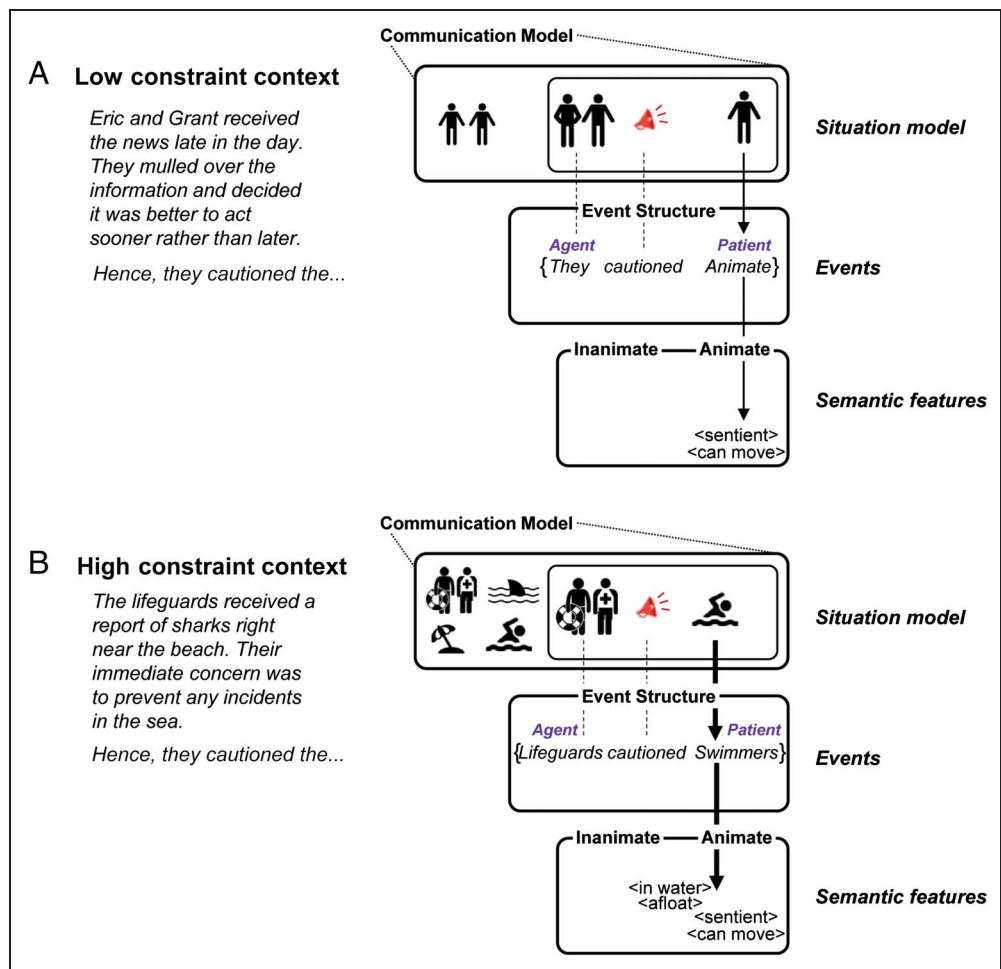 Communication Model
A Low constraint context
Eric and Grant received
the news late in the day.
They mulled over the
information and decided
it was better to act
sooner rather than later.
Hence, they cautioned the...
Situation model
Event Structure
Agent Patient
{They cautioned Animate}
Events
Inanimate Animate
Semantic features
<sentient>
<can move>
Communication Model
B High constraint context
The lifeguards received a
report of sharks right
near the beach. Their
immediate concern was
to prevent any incidents
in the sea.
Hence, they cautioned the...
Situation model
Event Structure
Agent Patient
{Lifeguards cautioned Swimmers}
Events
Inanimate Animate
<in water>
<afloat>
<sentient>
<can move>
Semantic features